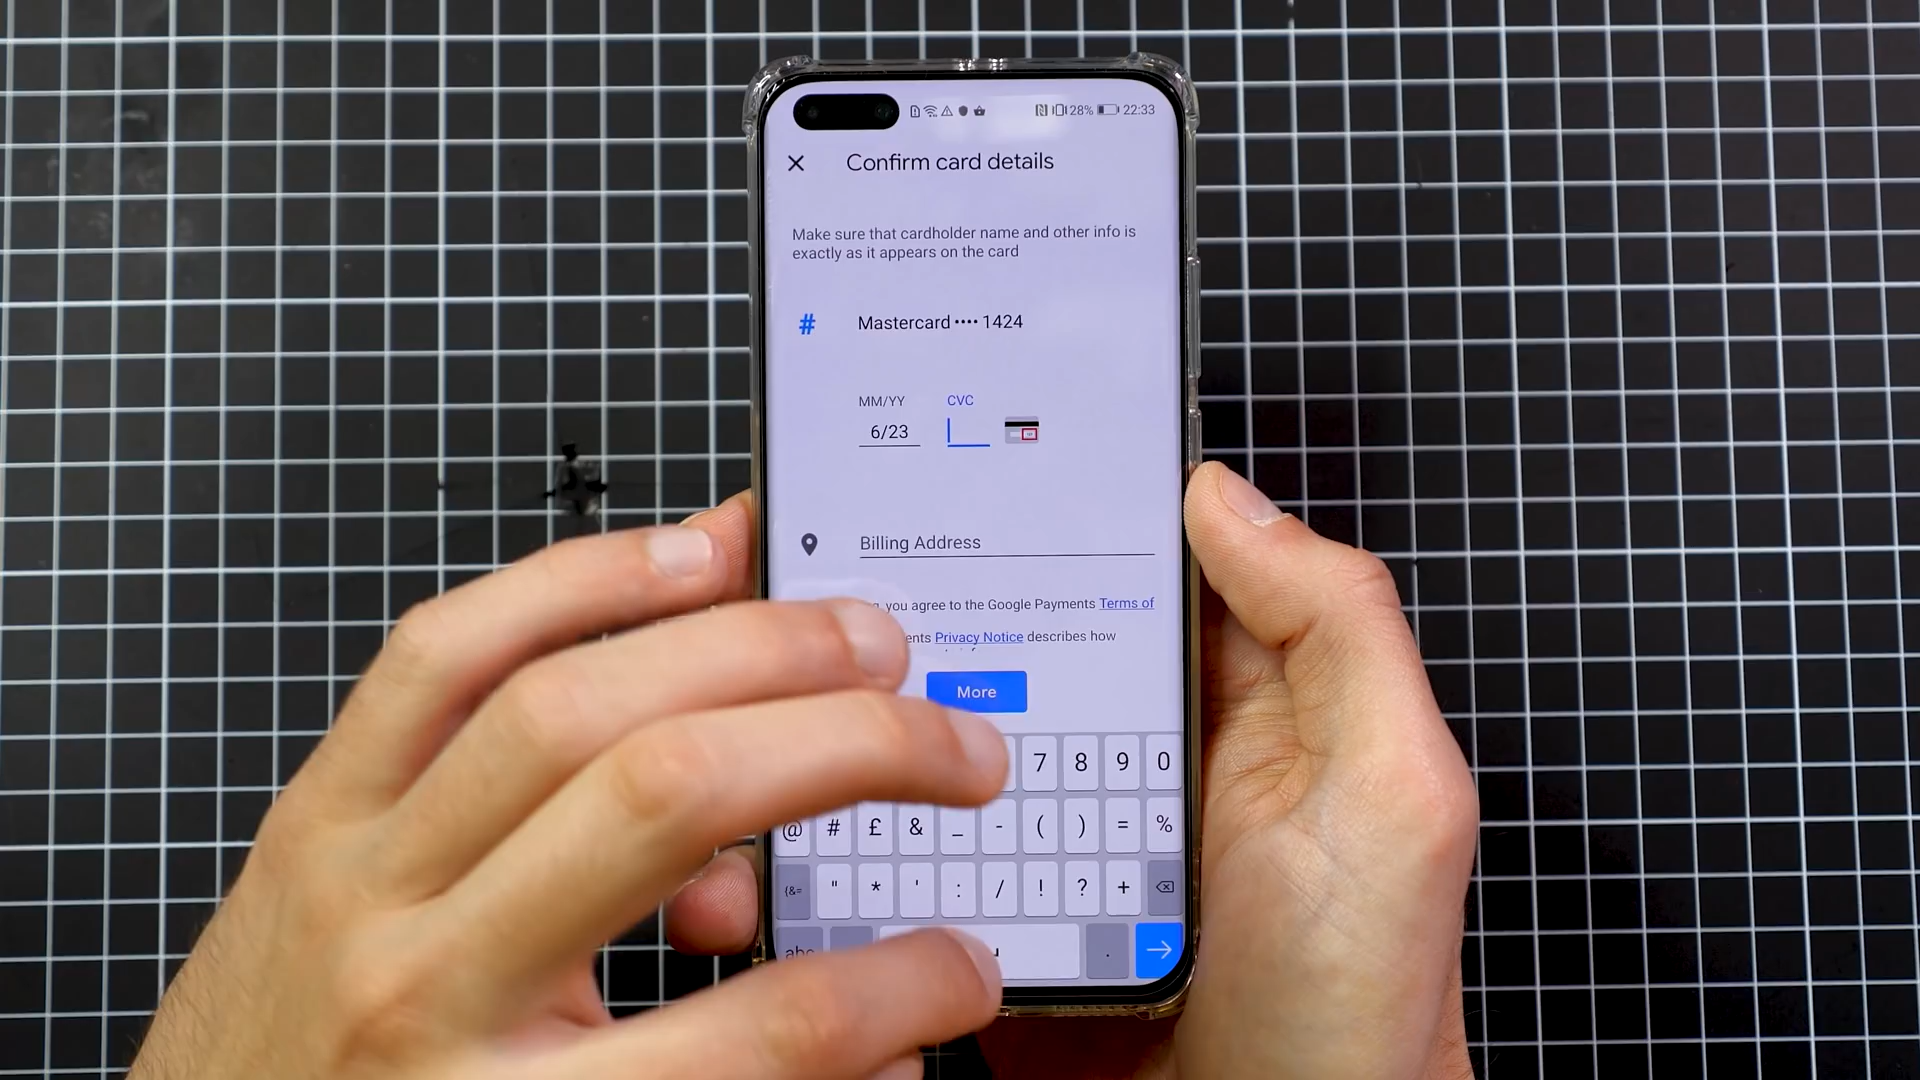 28% 22:33
Confirm card details
Make sure that cardholder name and other info is
exactly as it appears on the card
# Mastercard •••• 1424
MM/YY CVC
6/23
Billing Address
you agree to the Google Payments Terms of
Privacy Notice describes how
More
7 8 9 0
@ # £ & _ - ( ) = %
{&= " * ' : / ! ? +
abc .